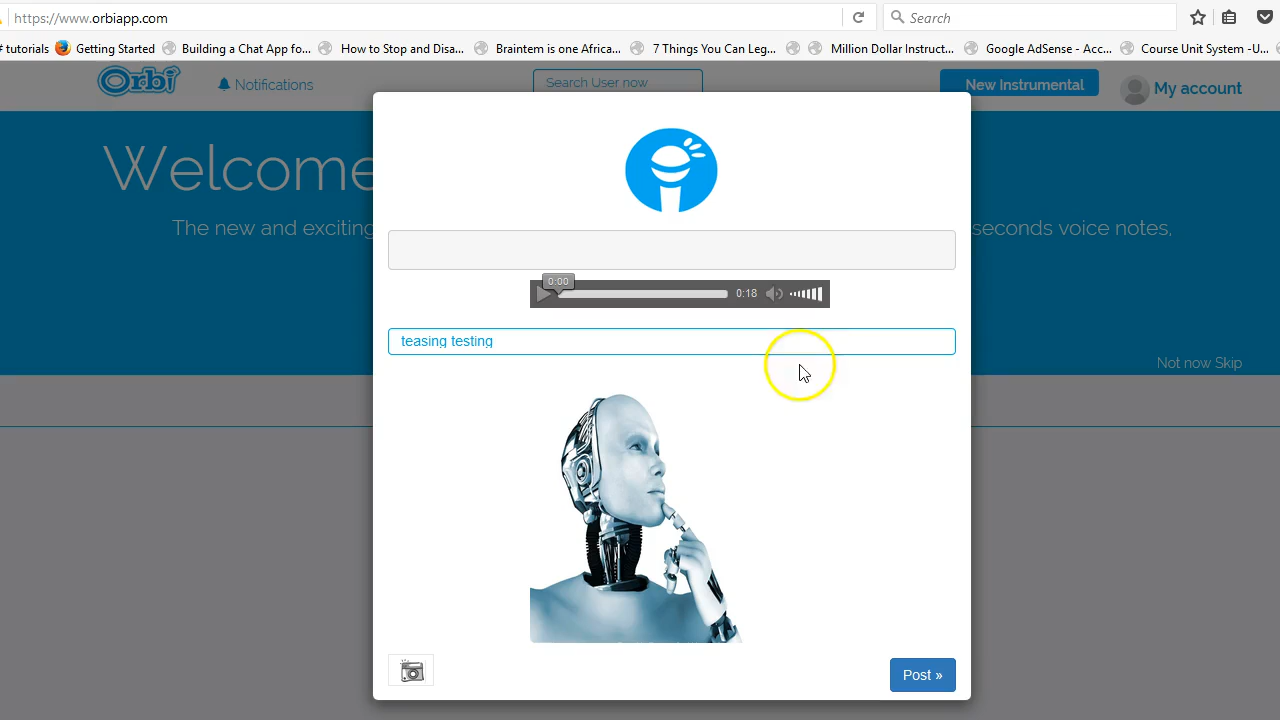 https://www.orbiapp.com
Search
tutorials
Getting Started
Building a Chat App fo...
How to Stop and Disa...
Braintem is one Africa...
7 Things You Can Leg...
Million Dollar Instruct...
Google AdSense - Acc...
Course Unit System -U...
Orbi
Notifications
Search User now
New Instrumental
My account
Welcome
The new and exciting
seconds voice notes,
0:00
0:18
teasing testing
Not now Skip
Post »